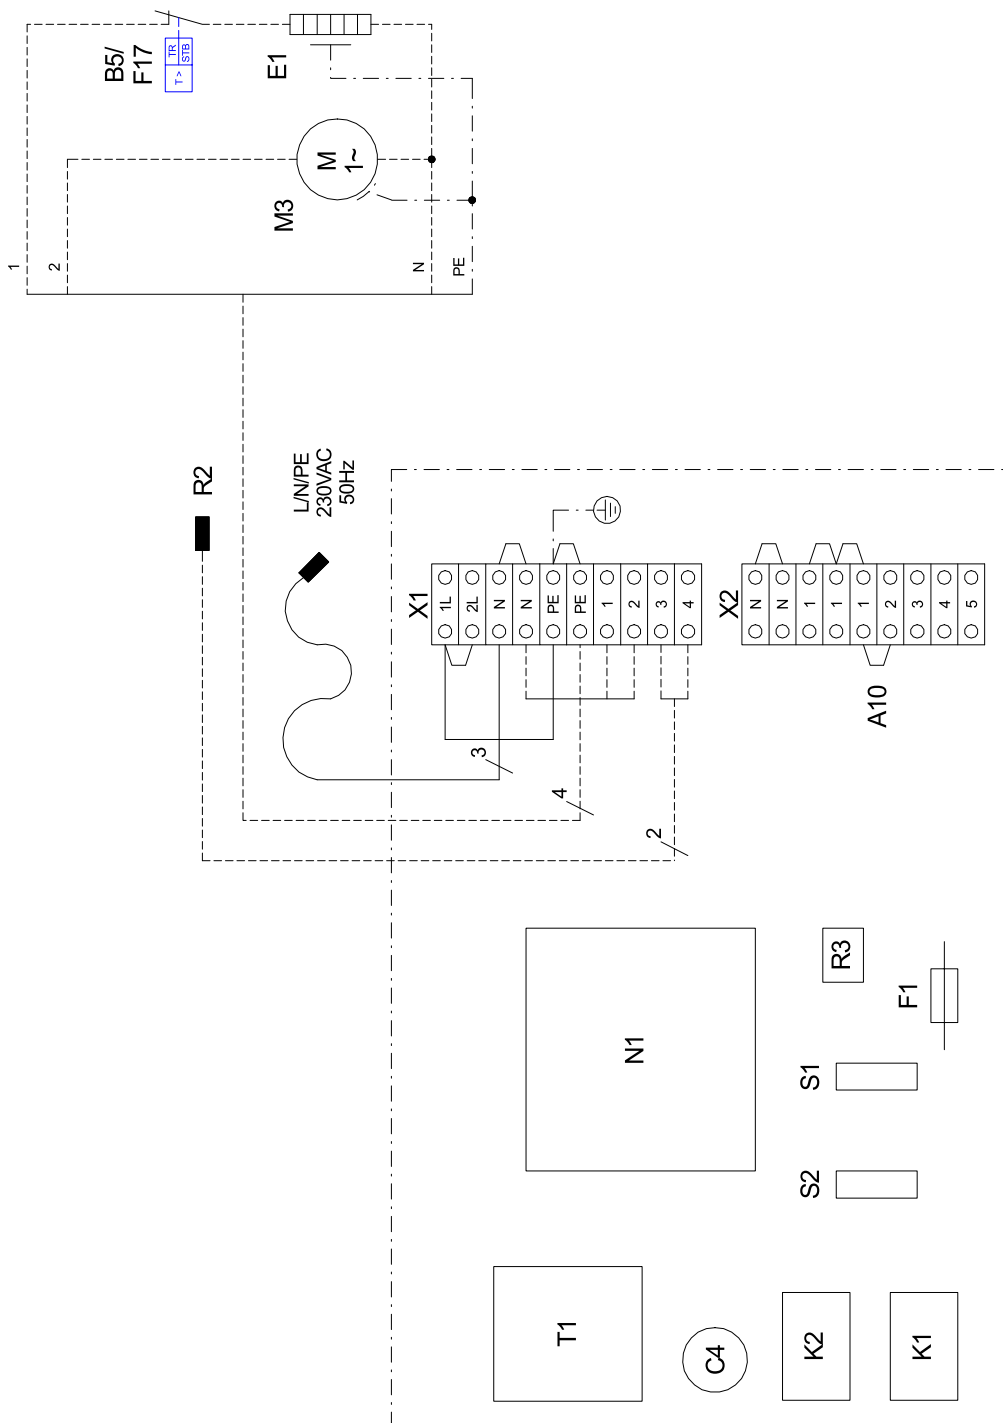 B5/
F17
TR
STB
T >
E1
M
1~
M3
1
2
N
PE
R2
L/N/PE
230VAC
50Hz
X1
1L
2L
N
N
PE
PE
1
2
3
4
X2
N
N
1
1
1
2
3
4
5
A10
3
4
2
N1
R3
F1
S1
S2
T1
C4
K2
K1